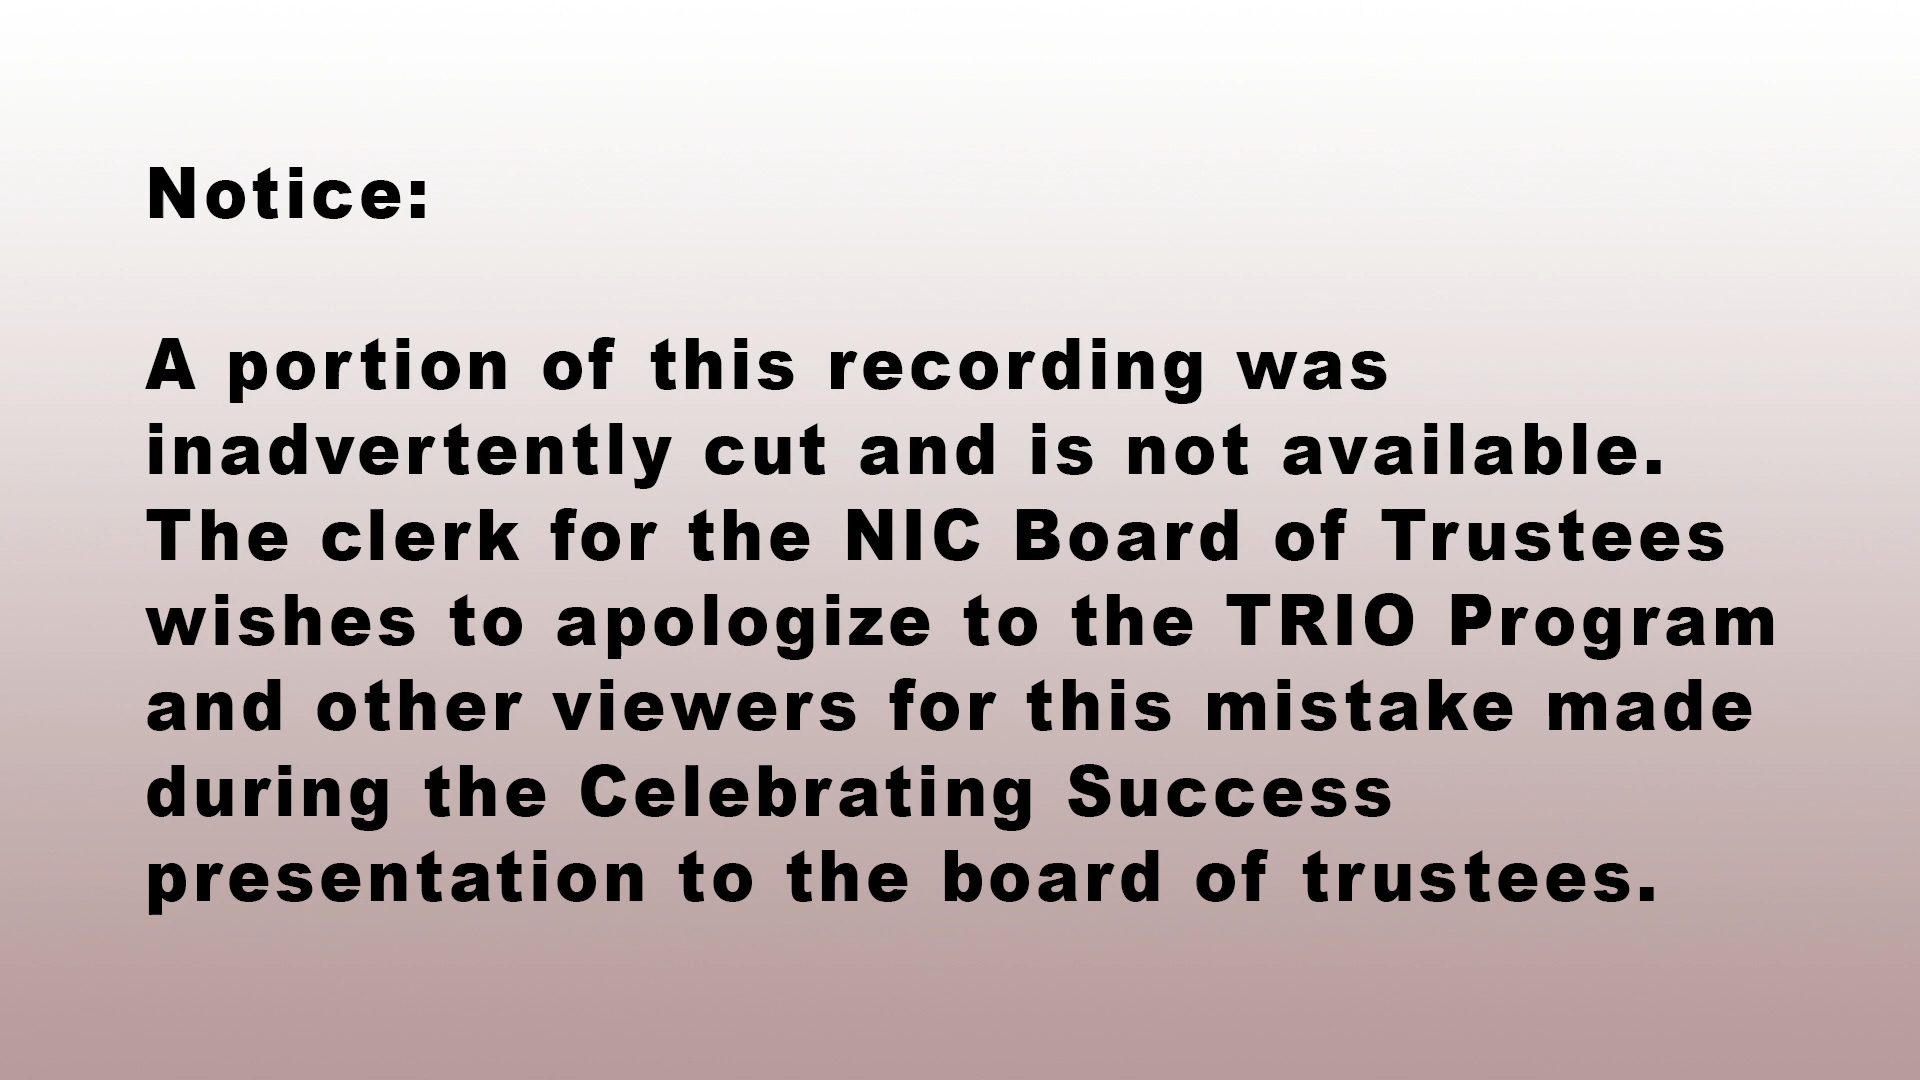 Notice:
A portion of this recording was
inadvertently cut and is not available.
The clerk for the NIC Board of Trustees
wishes to apologize to the TRIO Program
and other viewers for this mistake made
during the Celebrating Success
presentation to the board of trustees.